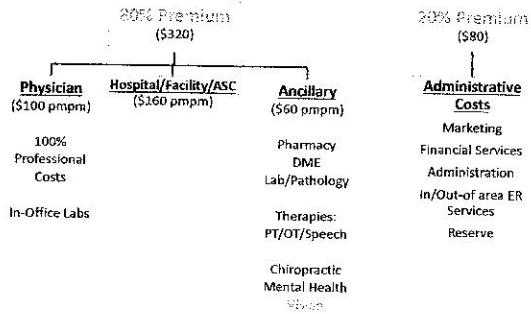 80% Premium
($320)
20% Premium
($80)
Physician
($100 pmpm)
100%
Professional
Costs
In-Office Labs
Hospital/Facility/ASC
($160 pmpm)
Ancillary
($60 pmpm)
Pharmacy
DME
Lab/Pathology
Therapies:
PT/OT/Speech
Chiropractic
Mental Health
Vision
Administrative
Costs
Marketing
Financial Services
Administration
In/Out-of area ER
Services
Reserve